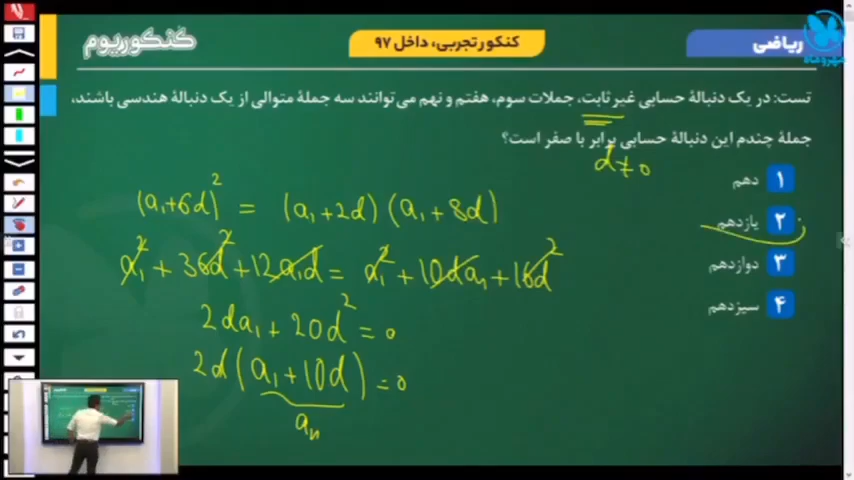 کنکوریوم
کنکور تجربی، داخل ۹۷
ریاضی
مهروماه
تست: در یک دنبالهٔ حسابی غیر ثابت، جملات سوم، هفتم و نهم می‌توانند سه جملهٔ متوالی از یک دنبالهٔ هندسی باشند،
جملهٔ چندم این دنبالهٔ حسابی برابر با صفر است؟
d≠0
۱ دهم
۲ یازدهم
۳ دوازدهم
۴ سیزدهم
(a₁+6d)² = (a₁+2d)(a₁+8d)
a₁² + 36d² + 12a₁d = a₁² + 10da₁ + 16d²
2da₁ + 20d² = 0
2d(a₁+10d) = 0
a₁₁